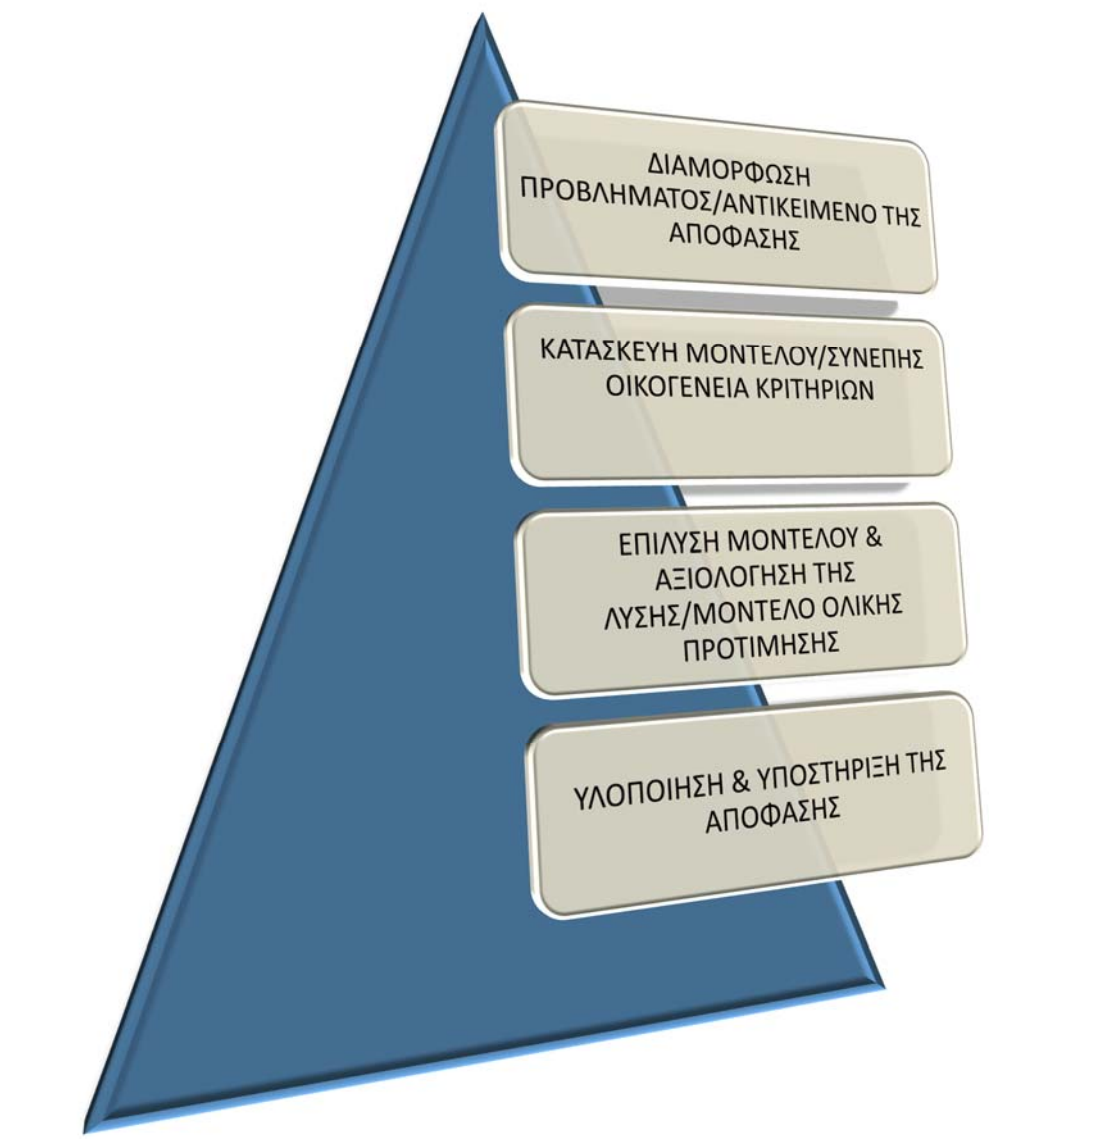 ΔΙΑΜΟΡΦΩΣΗ
ΠΡΟΒΛΗΜΑΤΟΣ/ΑΝΤΙΚΕΙΜΕΝΟ ΤΗΣ
ΑΠΟΦΑΣΗΣ
ΚΑΤΑΣΚΕΥΗ ΜΟΝΤΕΛΟΥ/ΣΥΝΕΠΗΣ
ΟΙΚΟΓΕΝΕΙΑ ΚΡΙΤΗΡΙΩΝ
ΕΠΙΛΥΣΗ ΜΟΝΤΕΛΟΥ &
ΑΞΙΟΛΟΓΗΣΗ ΤΗΣ
ΛΥΣΗΣ/ΜΟΝΤΕΛΟ ΟΛΙΚΗΣ
ΠΡΟΤΙΜΗΣΗΣ
ΥΛΟΠΟΙΗΣΗ & ΥΠΟΣΤΗΡΙΞΗ ΤΗΣ
ΑΠΟΦΑΣΗΣ